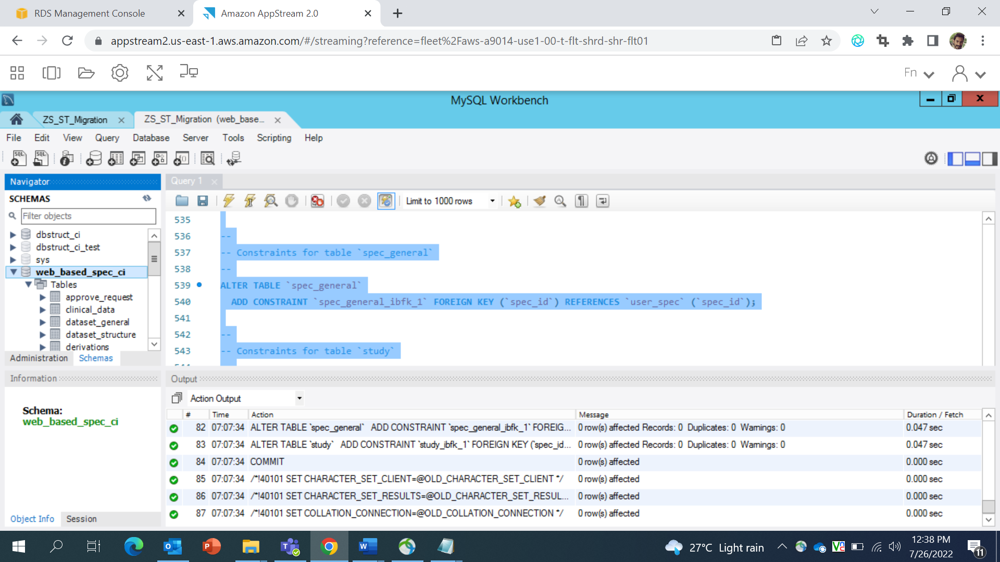 RDS Management Console
Amazon AppStream 2.0
appstream2.us-east-1.aws.amazon.com/#/streaming?reference=fleet%2Faws-a9014-use1-00-t-flt-shrd-shr-flt01
Fn
MySQL Workbench
ZS_ST_Migration
ZS_ST_Migration (web_base...
File Edit View Query Database Server Tools Scripting Help
Navigator
Query 1
SCHEMAS
Limit to 1000 rows
Filter objects
dbstruct_ci
dbstruct_ci_test
sys
web_based_spec_ci
Tables
approve_request
clinical_data
dataset_general
dataset_structure
derivations
Administration Schemas
535
536 --
537 -- Constraints for table `spec_general`
538 --
539 ALTER TABLE `spec_general`
540 ADD CONSTRAINT `spec_general_ibfk_1` FOREIGN KEY (`spec_id`) REFERENCES `user_spec` (`spec_id`);
541
542 --
543 -- Constraints for table `study`
Information
Schema:
web_based_spec_ci
Object Info Session
Output
Action Output
# Time Action Message Duration / Fetch
82 07:07:34 ALTER TABLE `spec_general` ADD CONSTRAINT `spec_general_ibfk_1` FOREIG... 0 row(s) affected Records: 0 Duplicates: 0 Warnings: 0 0.047 sec
83 07:07:34 ALTER TABLE `study` ADD CONSTRAINT `study_ibfk_1` FOREIGN KEY (`spec_id... 0 row(s) affected Records: 0 Duplicates: 0 Warnings: 0 0.047 sec
84 07:07:34 COMMIT 0 row(s) affected 0.000 sec
85 07:07:34 /*!40101 SET CHARACTER_SET_CLIENT=@OLD_CHARACTER_SET_CLIENT */ 0 row(s) affected 0.000 sec
86 07:07:34 /*!40101 SET CHARACTER_SET_RESULTS=@OLD_CHARACTER_SET_RESUL... 0 row(s) affected 0.000 sec
87 07:07:34 /*!40101 SET COLLATION_CONNECTION=@OLD_COLLATION_CONNECTION */ 0 row(s) affected 0.000 sec
27°C Light rain
12:38 PM
7/26/2022
11